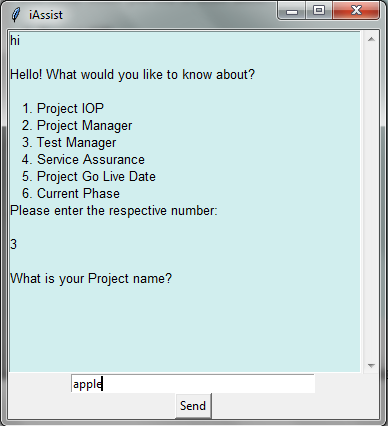 iAssist
hi
Hello! What would you like to know about?
1. Project IOP
2. Project Manager
3. Test Manager
4. Service Assurance
5. Project Go Live Date
6. Current Phase
Please enter the respective number:
3
What is your Project name?
apple
Send